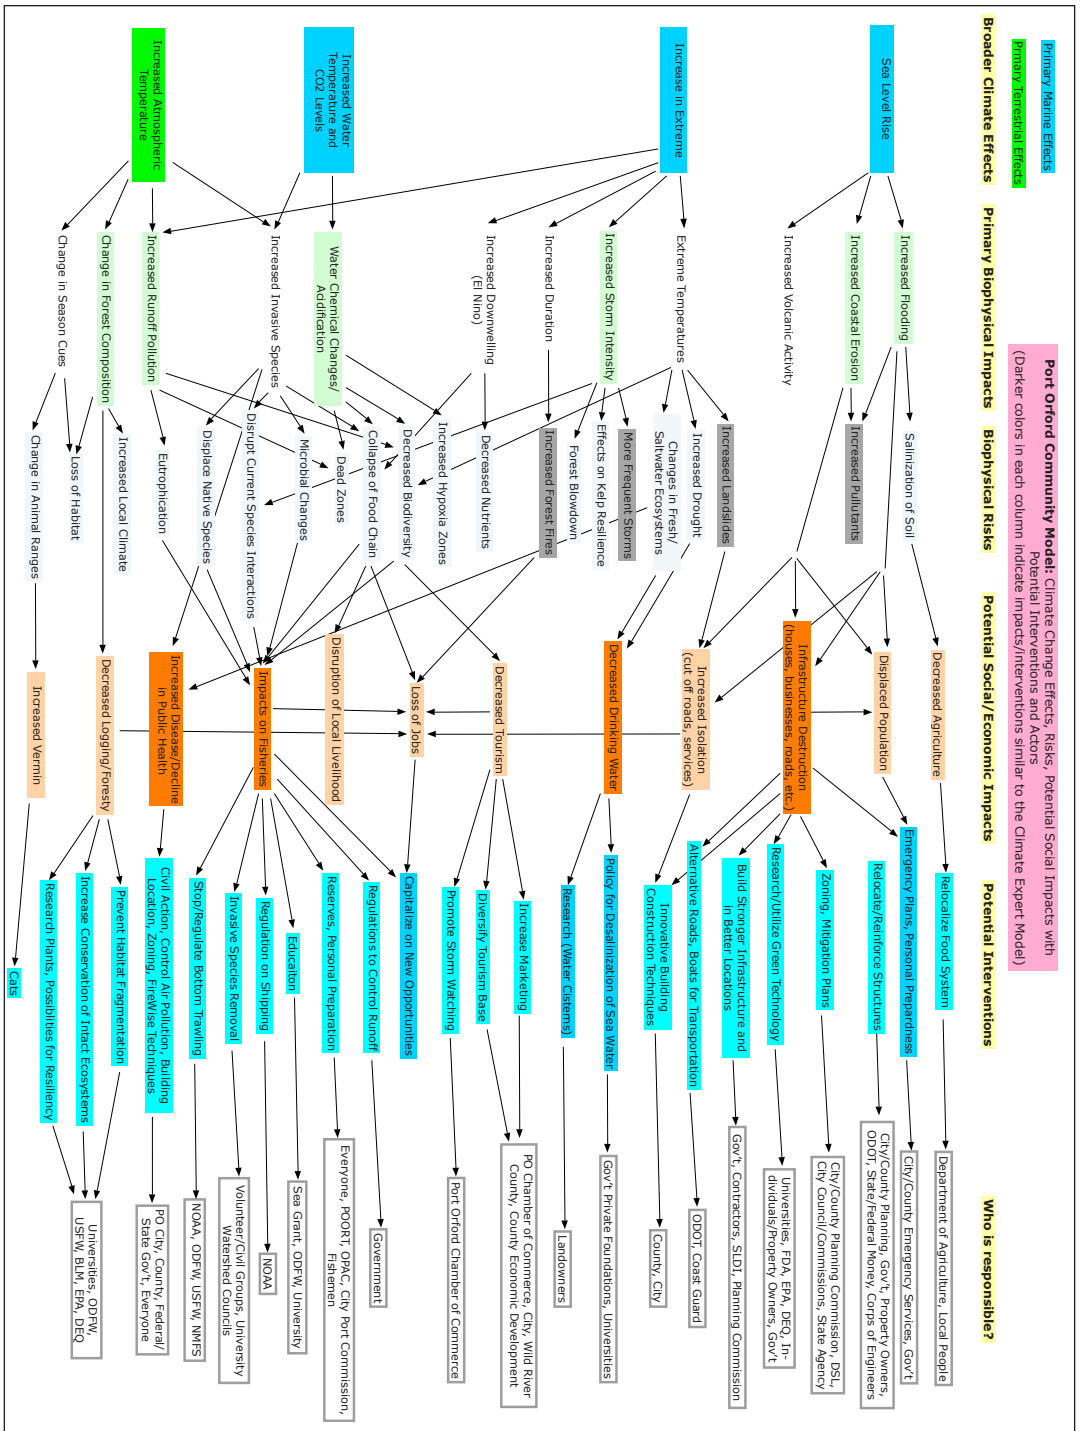 Port Orford Community Model: Climate Change Effects, Risks, Potential Social Impacts with
Potential Interventions and Actors
(Darker colors in each column indicate impacts/interventions similar to the Climate Expert Model)
Primary Marine Effects
Prmary Terrestrial Effects
Broader Climate Effects
Primary Biophysical Impacts
Biophysical Risks
Potential Social/Economic Impacts
Potential Interventions
Who is responsible?
Sea Level Rise
Increase in Extreme
Increased Water
Temperature and
CO2 Levels
Increased Atmospheric
Temperature
Increased Flooding
Increased Coastal Erosion
Increased Volcanic Activity
Extreme Temperatures
Increased Storm Intensity
Increased Duration
Increased Downwelling
(El Nino)
Water Chemical Changes/
Acidification
Increased Invasive Species
Increased Runoff Pollution
Change in Forest Composition
Change in Season Cues
Salinization of Soil
Increased Pullutants
Increased Landslides
Increased Drought
Changes in Fresh/
Saltwater Ecosystems
More Frequent Storms
Effects on Kelp Resilience
Forest Blowdown
Increased Forest Fires
Decreased Nutrients
Increased Hypoxia Zones
Decreased Biodiversity
Collapse of Food Chain
Dead Zones
Microbial Changes
Disrupt Current Species Interactions
Displace Native Species
Eutrophication
Increased Local Climate
Loss of Habitat
Change in Animal Ranges
Decreased Agriculture
Displaced Population
Infrastructure Destruction
(houses, businesses, roads, etc.)
Increased Isolation
(cut off roads, services)
Decreased Drinking Water
Decreased Tourism
Loss of Jobs
Disruption of Local Livelihood
Impacts on Fisheries
Increased Disease/Decline
in Public Health
Decreased Logging/Foresty
Increased Vermin
Relocalize Food System
Emergency Plans, Personal Prepardness
Relocate/Reinforce Structures
Zoning, Mitigation Plans
Research/Utilize Green Technology
Build Stronger Infrastructure and
in Better Locations
Alternative Roads, Boats for Transportation
Innovative Building
Construction Techniques
Policy for Desalinization of Sea Water
Research (Water Cisterns)
Increase Marketing
Diversify Tourism Base
Promote Storm Watching
Capitalize on New Opportunities
Regulations to Control Runoff
Reserves, Personal Preparation
Educaiton
Regulation on Shipping
Invasive Species Removal
Stop/Regulate Bottom Trawling
Civil Action, Control Air Pollution, Building
Location, Zoning, FireWise Techniques
Prevent Habitat Fragmentation
Increase Conservation of Intact Ecosystems
Research Plants, Possiblities for Resiliency
Cats
Department of Agriculture, Local People
City/County Emergency Services, Gov't
City/County Planning, Gov't, Property Owners,
ODOT, State/Federal Money, Corps of Engineers
City/County Planning Commission, DSL,
City Council/Commissions, State Agency
Universities, FDA, EPA, DEQ, In-
dividuals/Property Owners, Gov't
Gov't, Contractors, SLDI, Planning Commission
ODOT, Coast Guard
County, City
Gov't Private Foundations, Universities
Landowners
PO Chamber of Commerce, City, Wild River
County, County Economic Development
Port Orford Chamber of Commerce
Government
Everyone, POORT, OPAC, City Port Commission,
Fishemen
Sea Grant, ODFW, University
NOAA
Volunteer/Civil Groups, University
Watershed Councils
NOAA, ODFW, USFW, NMFS
PO City, County, Federal/
State Gov't, Everyone
Universities, ODFW,
USFW, BLM, EPA, DEQ